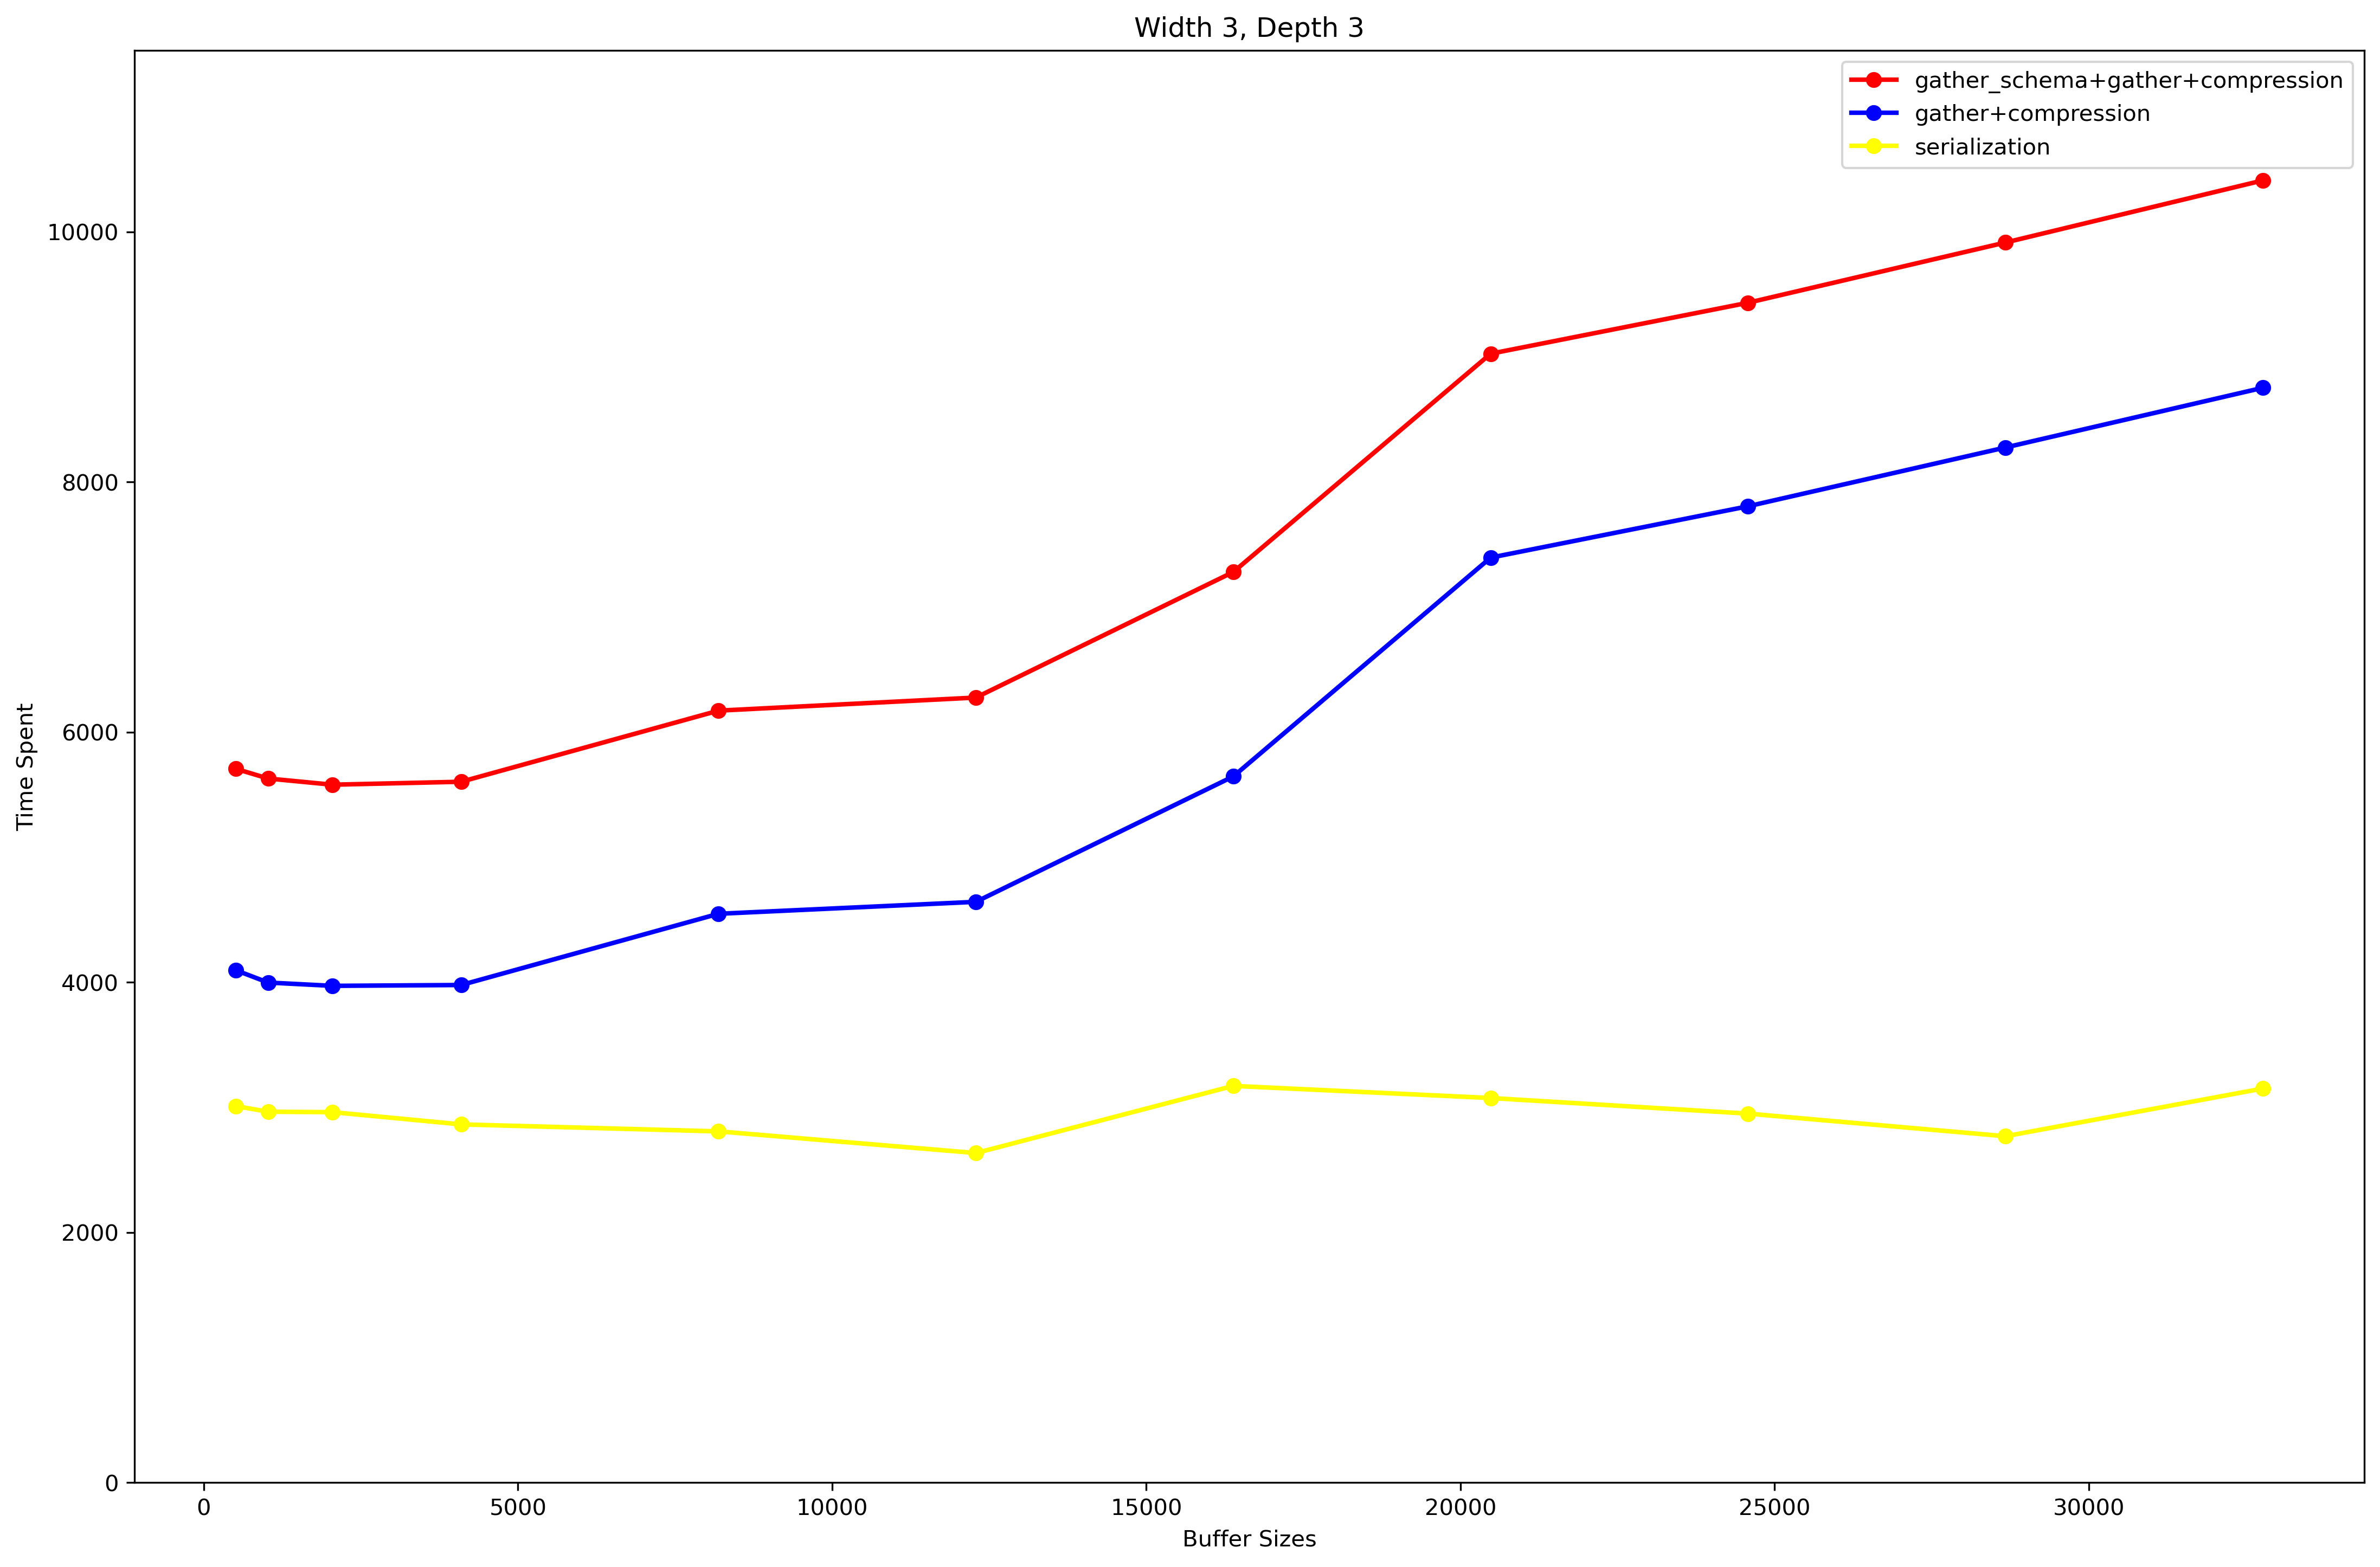 Width 3, Depth 3
gather_schema+gather+compression
gather+compression
serialization
10000
8000
6000
4000
2000
0
Time Spent
0 5000 10000 15000 20000 25000 30000
Buffer Sizes